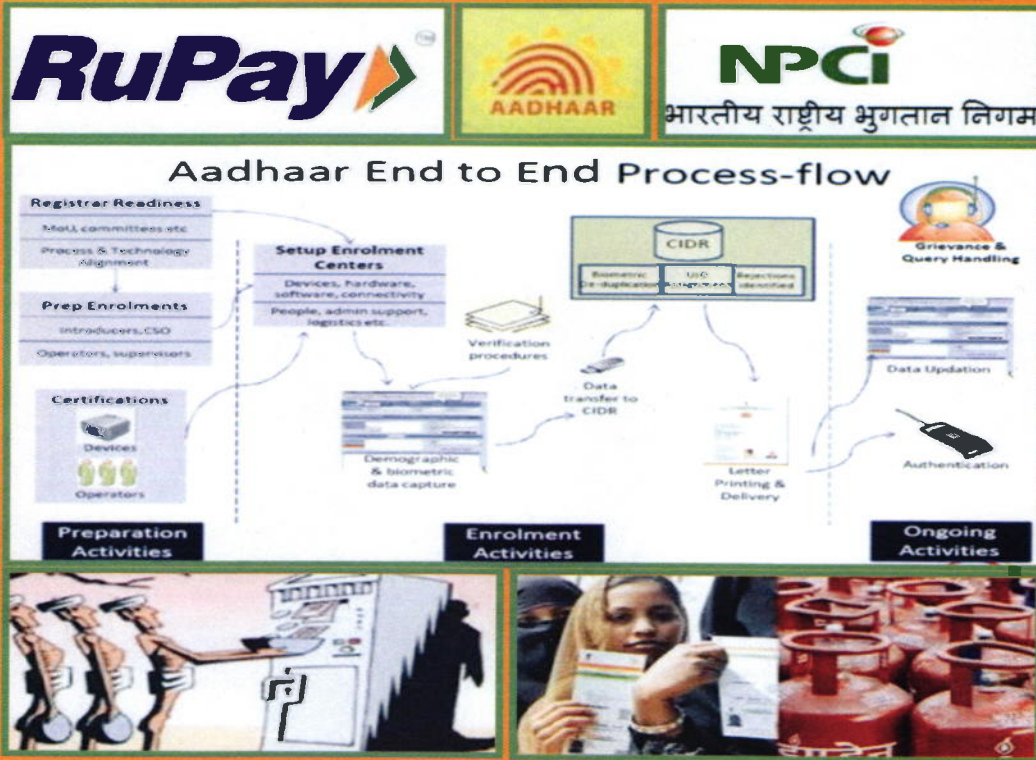 RuPay
TM
AADHAAR
NPCI
भारतीय राष्ट्रीय भुगतान निगम
Aadhaar End to End Process-flow
Registrar Readiness
MoU, committees etc
Process & Technology
Alignment
Prep Enrolments
Introducers, CSO
Operators, supervisors
Certifications
Devices
Operators
Preparation
Activities
Setup Enrolment
Centers
Devices, hardware,
software, connectivity
People, admin support,
logistics etc.
Verification
procedures
Demographic
& biometric
data capture
Data
transfer to
CIDR
CIDR
Biometric
De-duplication
UID
Rejections
identified
Letter
Printing &
Delivery
Enrolment
Activities
Grievance &
Query Handling
Data Updation
Authentication
Ongoing
Activities
इण्डेन